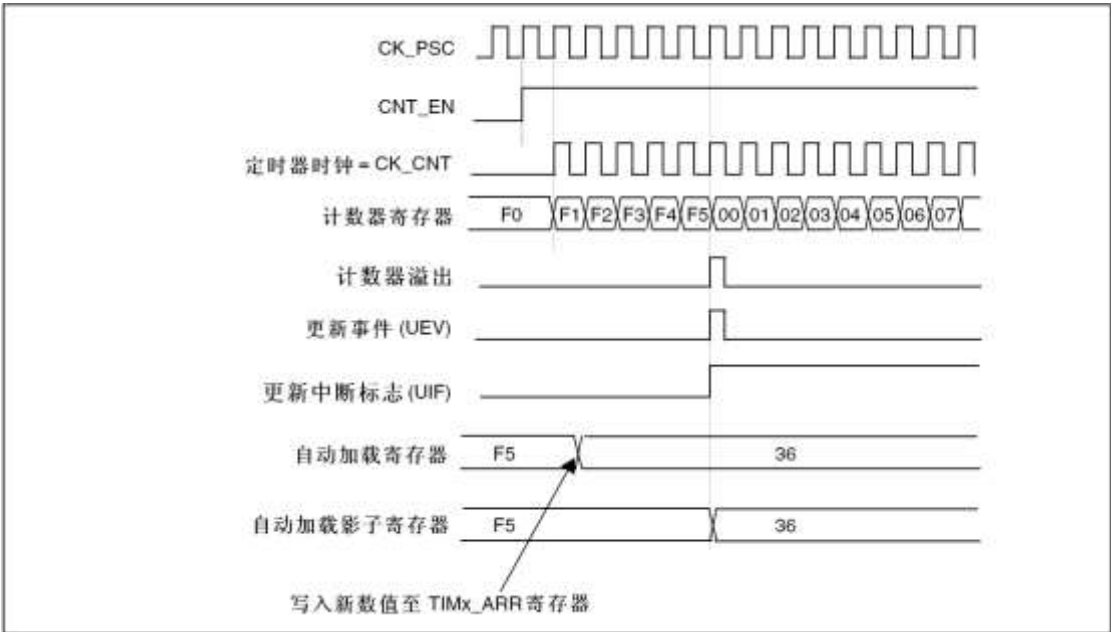 CK_PSC
CNT_EN
定时器时钟 = CK_CNT
计数器寄存器 F0 F1 F2 F3 F4 F5 00 01 02 03 04 05 06 07
计数器溢出
更新事件 (UEV)
更新中断标志 (UIF)
自动加载寄存器 F5 36
自动加载影子寄存器 F5 36
写入新数值至 TIMx_ARR寄存器